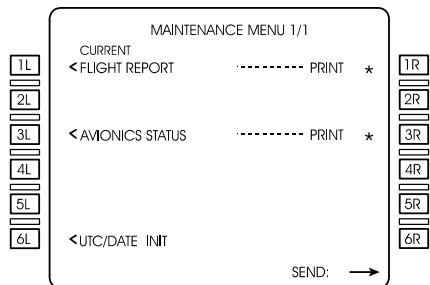 MAINTENANCE MENU 1/1
CURRENT
1L <FLIGHT REPORT --------- PRINT * 1R
2L 2R
3L <AVIONICS STATUS --------- PRINT * 3R
4L 4R
5L 5R
6L <UTC/DATE INIT 6R
SEND: →